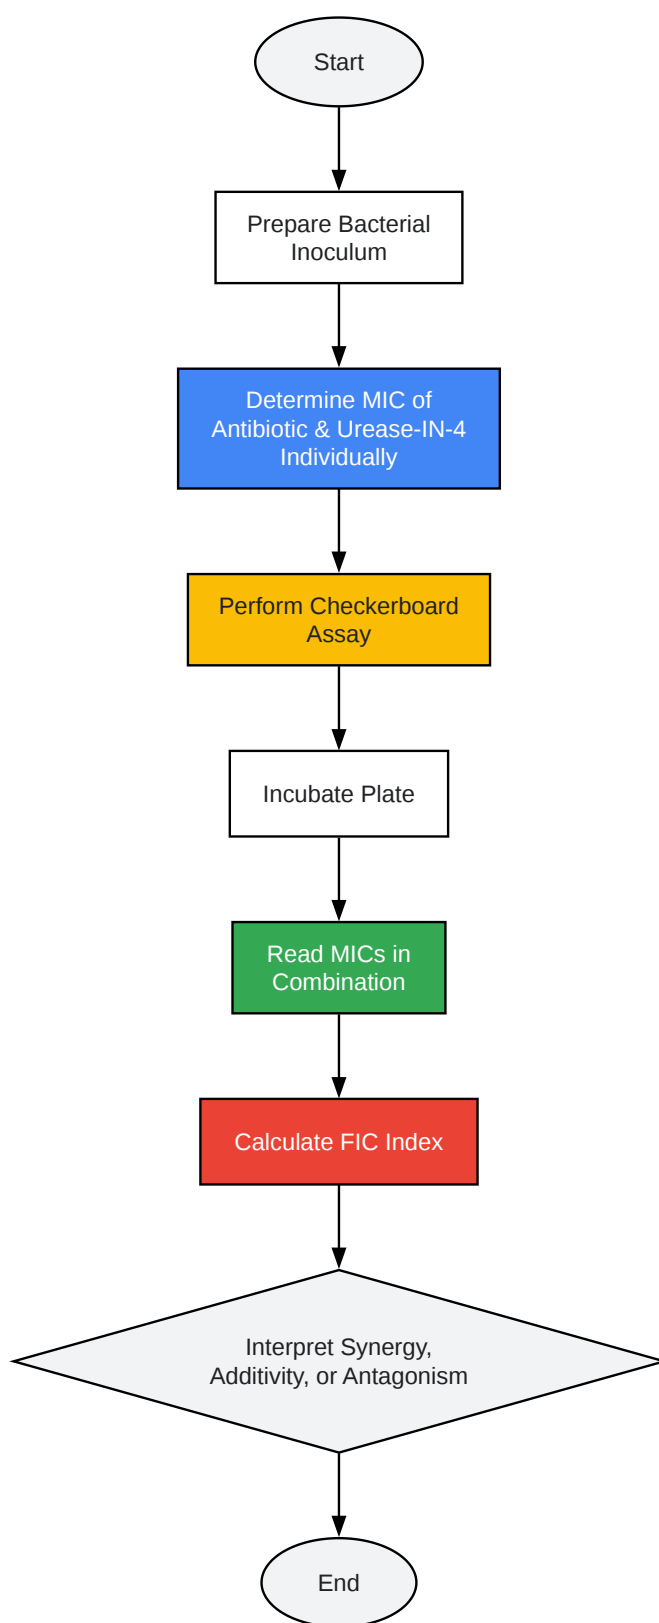 Start
Prepare Bacterial
Inoculum
Determine MIC of
Antibiotic & Urease-IN-4
Individually
Perform Checkerboard
Assay
Incubate Plate
Read MICs in
Combination
Calculate FIC Index
Interpret Synergy,
Additivity, or Antagonism
End